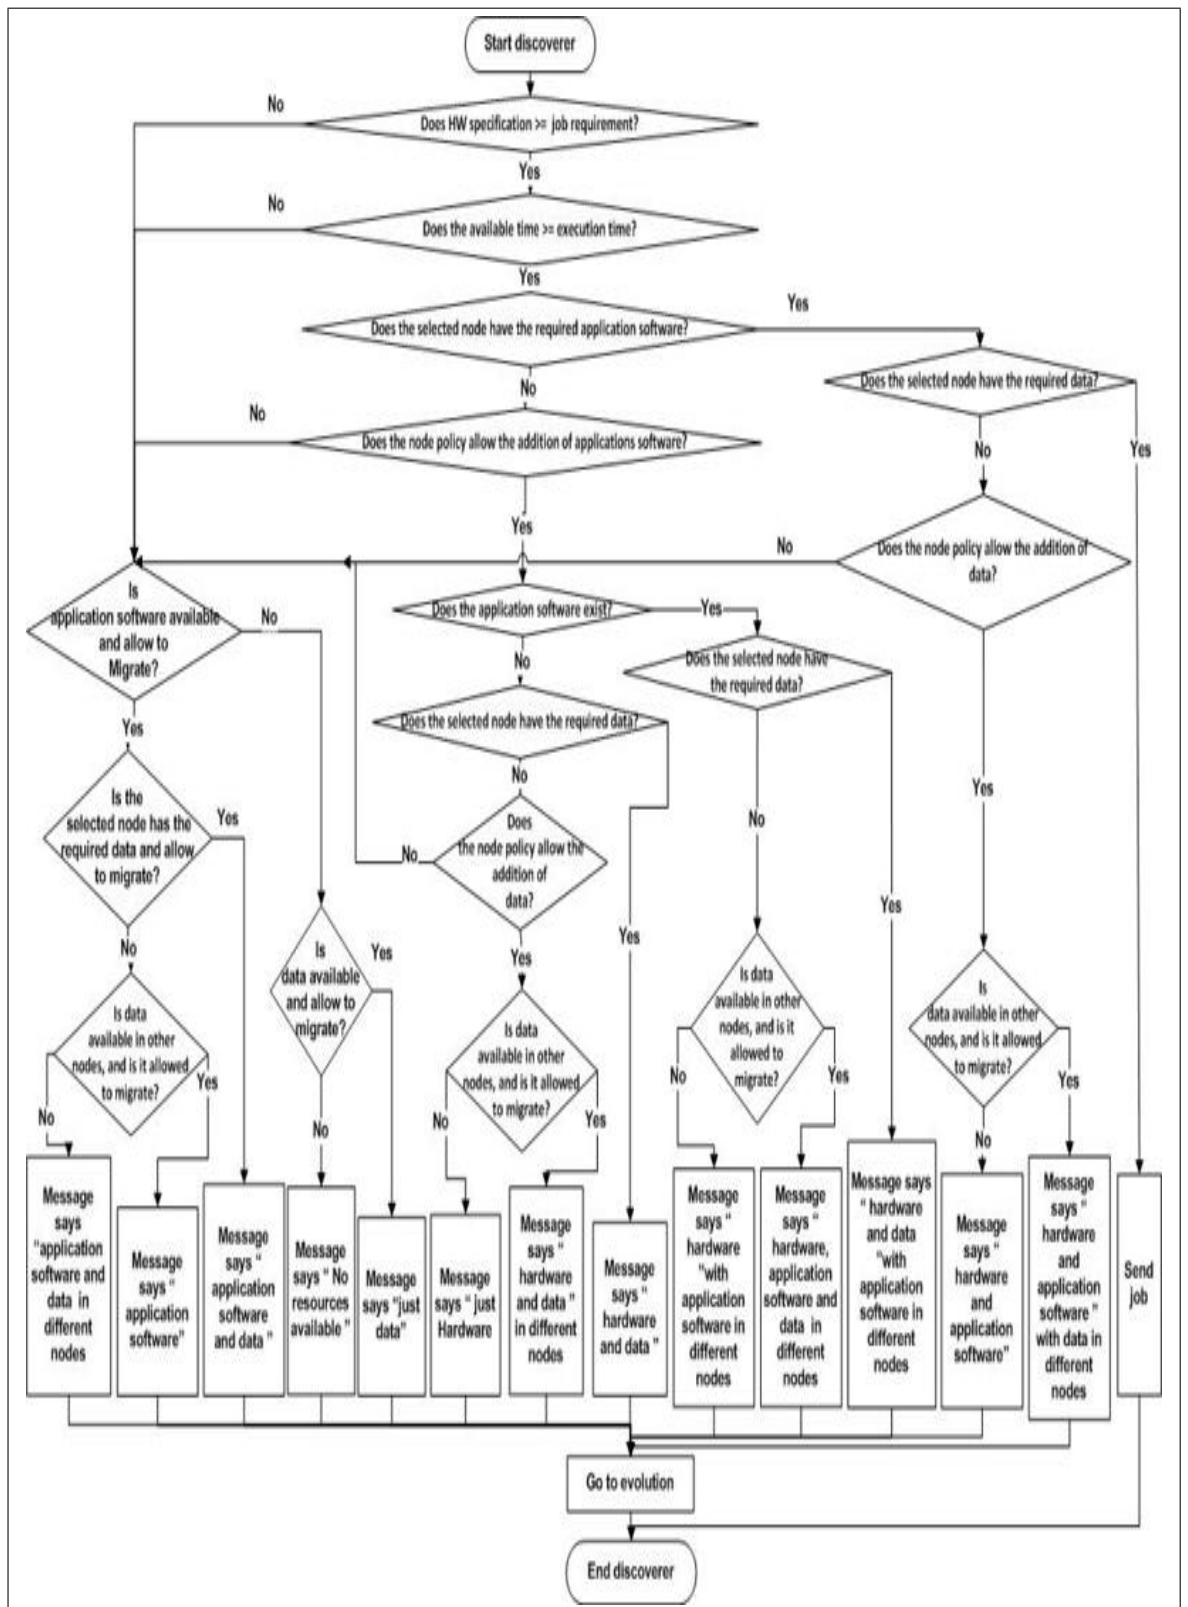 Start discoverer
No
Does HW specification >= job requirement?
Yes
No
Does the available time >= execution time?
Yes
Yes
Does the selected node have the required application software?
Does the selected node have the required data?
No
No
Does the node policy allow the addition of applications software?
No
Yes
Yes
No
Does the node policy allow the addition of
data?
Is
application software available
and allow to
Migrate?
No
Does the application software exist?
Yes
No
Does the selected node have
the required data?
Yes
Does the selected node have the required data?
No
Is the
selected node has the
required data and allow
to migrate?
Yes
Does
the node policy allow the
addition of
data?
No
No
Yes
Yes
Yes
No
Is
data available
and allow to
migrate?
Yes
Yes
Is data
available in other
nodes, and is it
allowed to
migrate?
Is
data available in other
nodes, and is it allowed
to migrate?
Is data
available in other
nodes, and is it allowed
to migrate?
Is data
available in other
nodes, and is it allowed
to migrate?
No
Yes
No
No
Yes
No
Yes
No
Yes
Yes
Message
says
"application
software and
data in
different
nodes
Message
says "
application
software"
Message
says "
application
software
and data "
Message
says " No
resources
available "
Message
says "just
data"
Message
says " just
Hardware
Message
says "
hardware
and data "
in different
nodes
Message
says "
hardware
and data "
Message
says "
hardware
"with
application
software in
different
nodes
Message
says "
hardware,
application
software and
data in
different
nodes
Message says
" hardware
and data
"with
application
software in
different
nodes
No
Message
says "
hardware
and
application
software"
Message
says "
hardware
and
application
software "
with data in
different
nodes
Send
job
Go to evolution
End discoverer